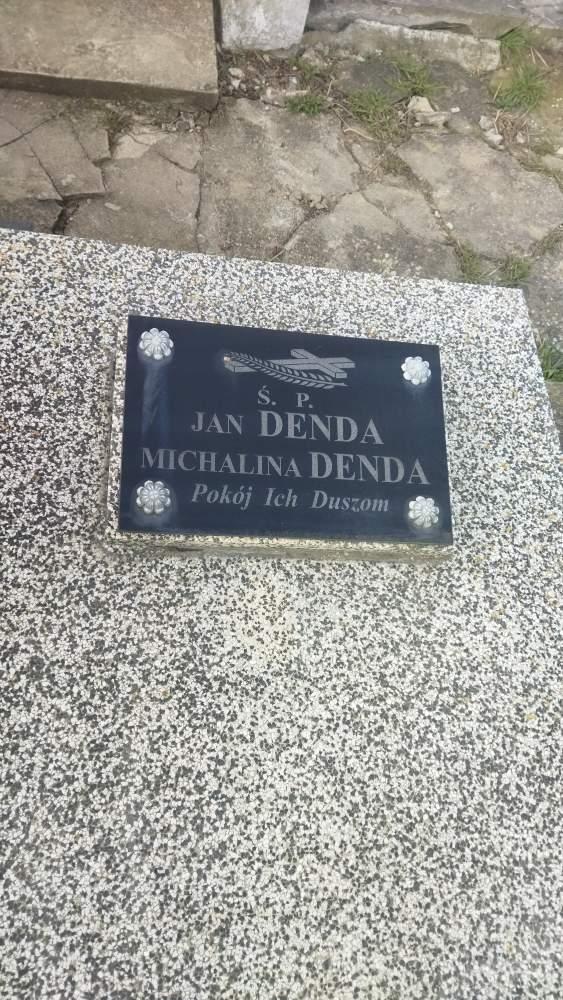 Ś. P.
JAN DENDA
MICHALINA DENDA
Pokój Ich Duszom